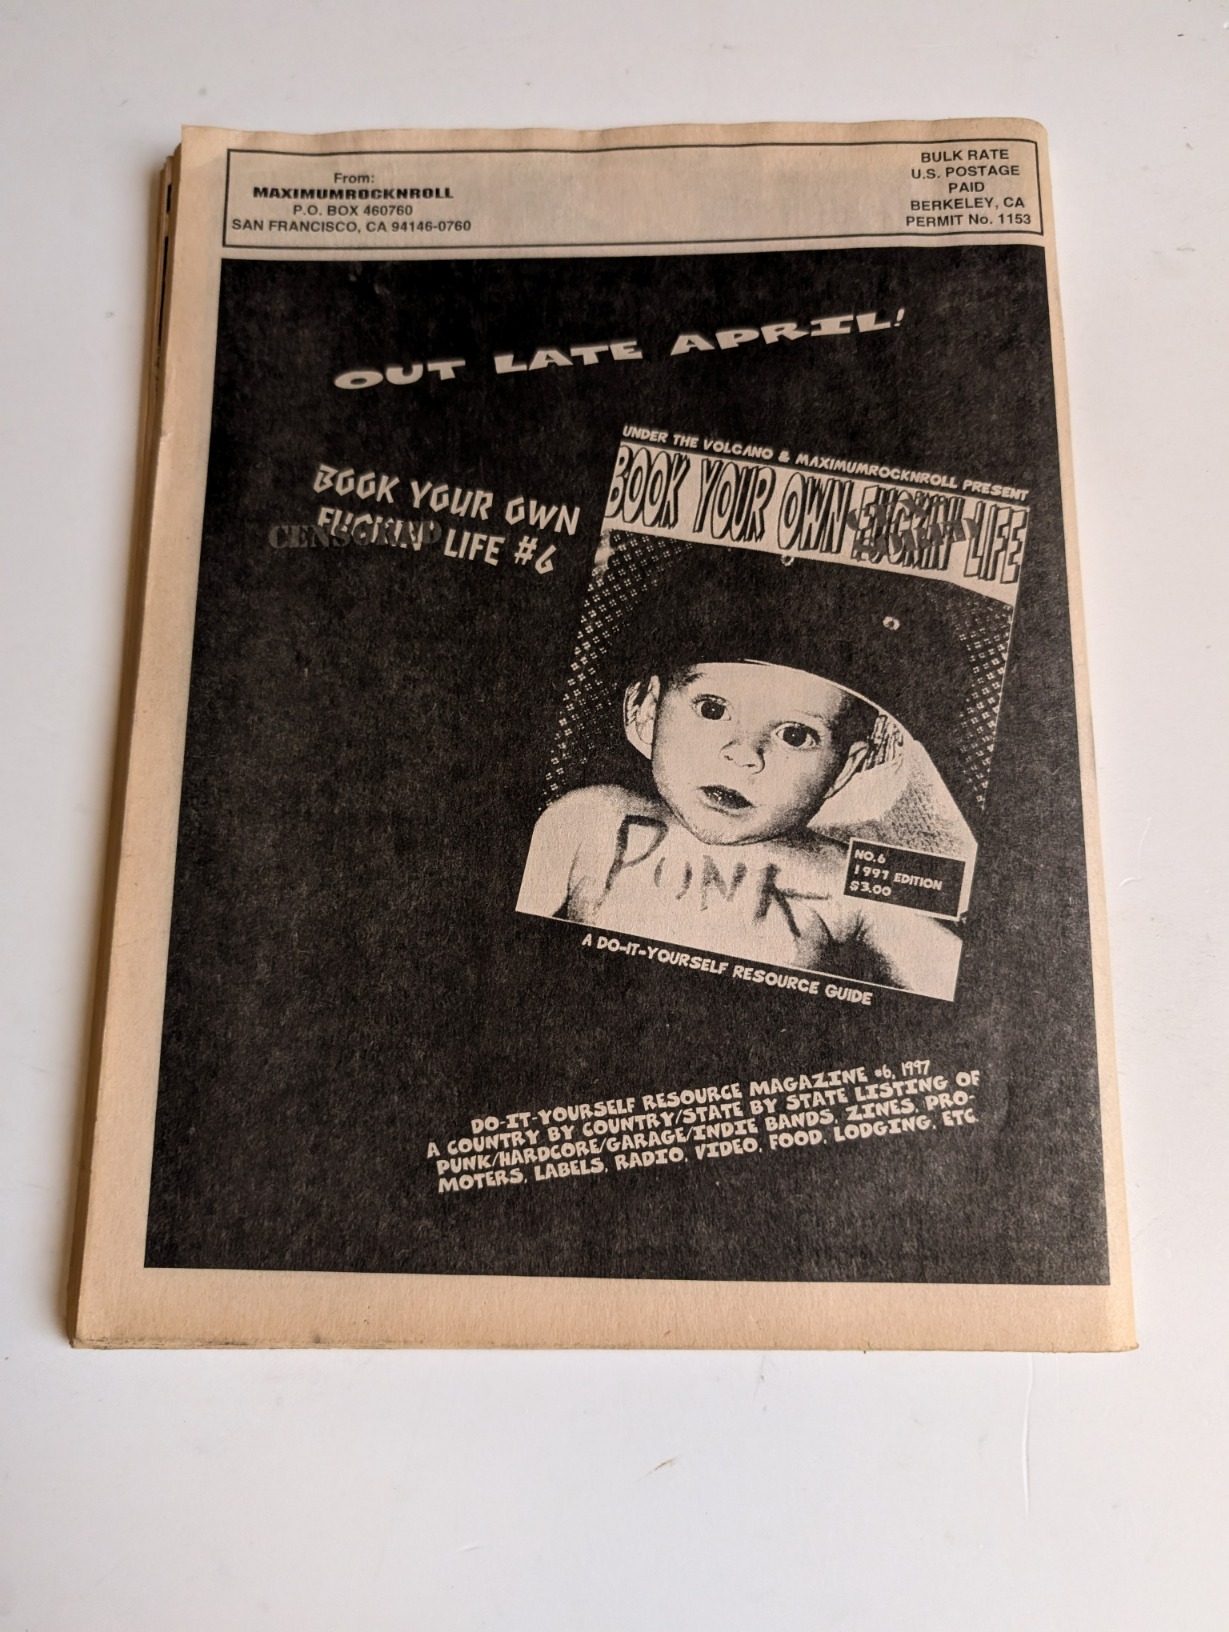 From:
MAXIMUMROCKNROLL
P.O. BOX 460760
SAN FRANCISCO, CA 94146-0760
BULK RATE
U.S. POSTAGE
PAID
BERKELEY, CA
PERMIT No. 1153
OUT LATE APRIL!
BOOK YOUR OWN
FUCKIN' LIFE #6
CENSORED
UNDER THE VOLCANO & MAXIMUMROCKNROLL PRESENT
BOOK YOUR OWN FUCKIN' LIFE
PUNK
NO.6
1997 EDITION
$3.00
A DO-IT-YOURSELF RESOURCE GUIDE
DO-IT-YOURSELF RESOURCE MAGAZINE #6, 1997
A COUNTRY BY COUNTRY/STATE BY STATE LISTING OF
PUNK/HARDCORE/GARAGE/INDIE BANDS, ZINES, PRO-
MOTERS, LABELS, RADIO, VIDEO, FOOD, LODGING, ETC.